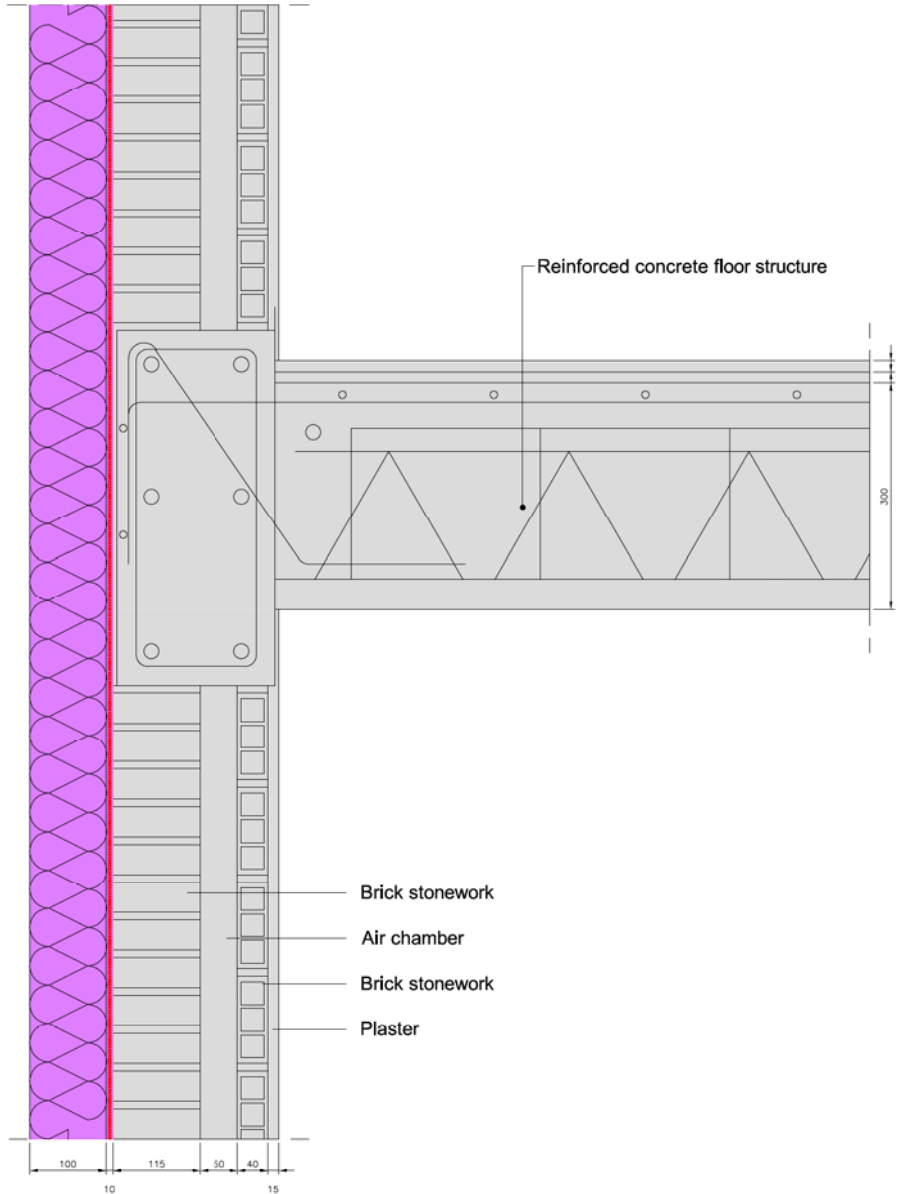 Reinforced concrete floor structure
300
Brick stonework
Air chamber
Brick stonework
Plaster
100
115
50
40
10
15